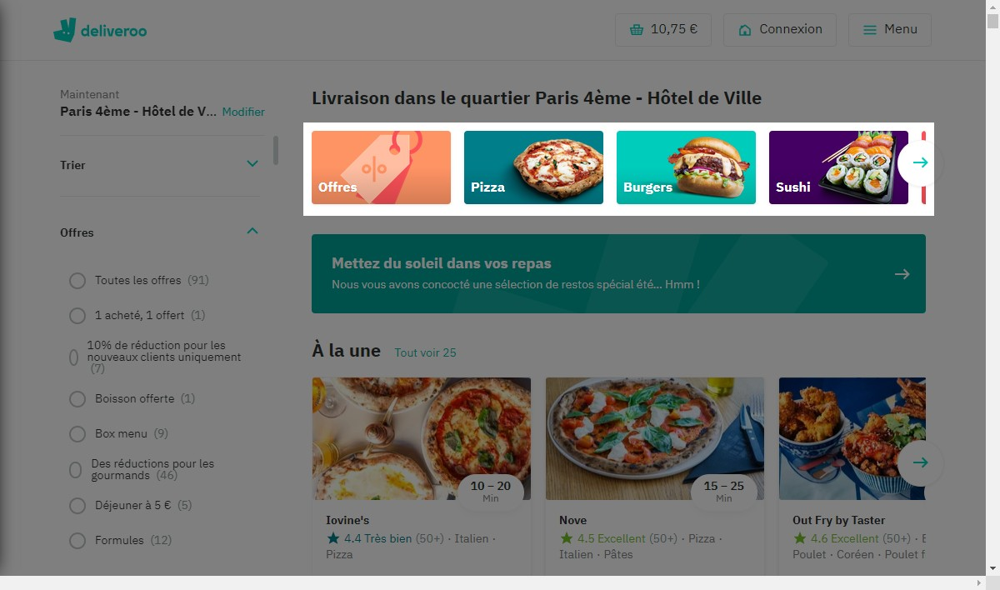 deliveroo
10,75 €
Connexion
Menu
Maintenant
Paris 4ème - Hôtel de V... Modifier
Trier
Offres
Toutes les offres (91)
1 acheté, 1 offert (1)
10% de réduction pour les
nouveaux clients uniquement
(7)
Boisson offerte (1)
Box menu (9)
Des réductions pour les
gourmands (46)
Déjeuner à 5 € (5)
Formules (12)
Livraison dans le quartier Paris 4ème - Hôtel de Ville
Offres
Pizza
Burgers
Sushi
Mettez du soleil dans vos repas
Nous vous avons concocté une sélection de restos spécial été... Hmm !
À la une Tout voir 25
10 – 20
Min
Iovine's
4.4 Très bien (50+) · Italien ·
Pizza
15 – 25
Min
Nove
4.5 Excellent (50+) · Pizza ·
Italien · Pâtes
Out Fry by Taster
4.6 Excellent (50+) ·
Poulet · Coréen · Poulet f